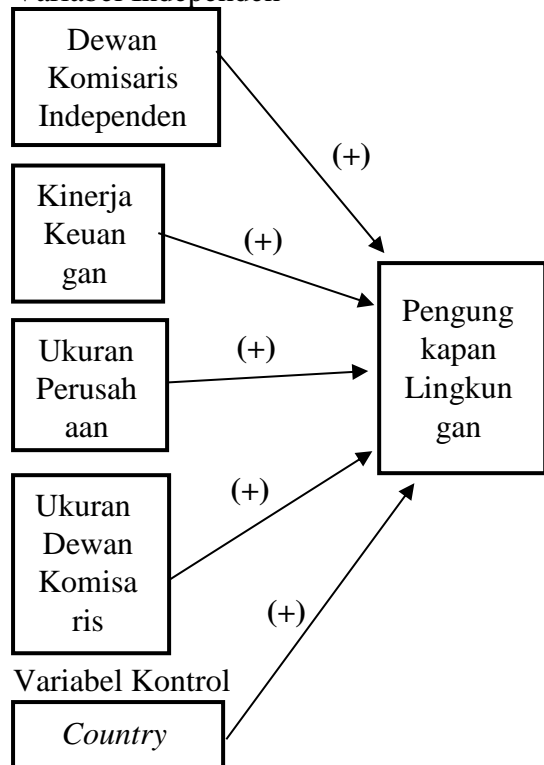 Variabel Independen
Dewan
Komisaris
Independen
(+)
Kinerja
Keuan
gan
(+)
Ukuran
Perusah
aan
(+)
Pengung
kapan
Lingkun
gan
Ukuran
Dewan
Komisa
ris
(+)
(+)
Variabel Kontrol
Country